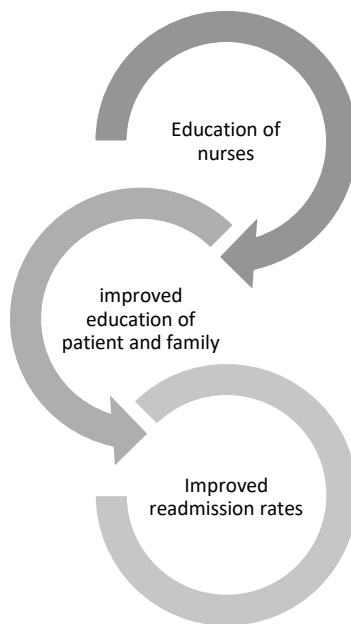 Education of
nurses
improved
education of
patient and family
Improved
readmission rates